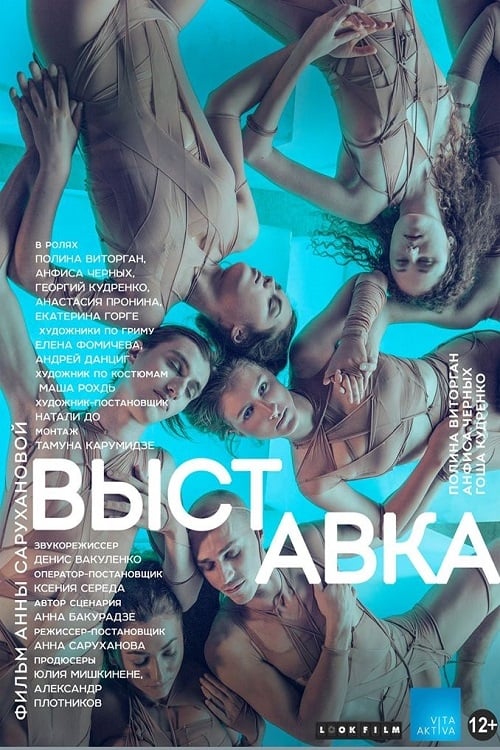 В РОЛЯХ
ПОЛИНА ВИТОРГАН,
АНФИСА ЧЕРНЫХ,
ГЕОРГИЙ КУДРЕНКО,
АНАСТАСИЯ ПРОНИНА,
ЕКАТЕРИНА ГОРГЕ
ХУДОЖНИКИ ПО ГРИМУ
ЕЛЕНА ФОМИЧЕВА,
АНДРЕЙ ДАНЦИГ
ХУДОЖНИК ПО КОСТЮМАМ
МАША РОХДЬ
ХУДОЖНИК-ПОСТАНОВЩИК
НАТАЛИ ДО
МОНТАЖ
ТАМУНА КАРУМИДЗЕ
ФИЛЬМ АННЫ САРУХАНОВОЙ
ПОЛИНА ВИТОРГАН
АНФИСА ЧЕРНЫХ
ГОША КУДРЕНКО
ВЫСТ
АВКА
ЗВУКОРЕЖИССЕР
ДЕНИС ВАКУЛЕНКО
ОПЕРАТОР-ПОСТАНОВЩИК
КСЕНИЯ СЕРЕДА
АВТОР СЦЕНАРИЯ
АННА БАКУРАДЗЕ
РЕЖИССЕР-ПОСТАНОВЩИК
АННА САРУХАНОВА
ПРОДЮСЕРЫ
ЮЛИЯ МИШКИНЕНЕ,
АЛЕКСАНДР
ПЛОТНИКОВ
LOOKFILM
VITA
AKTIVA
12+